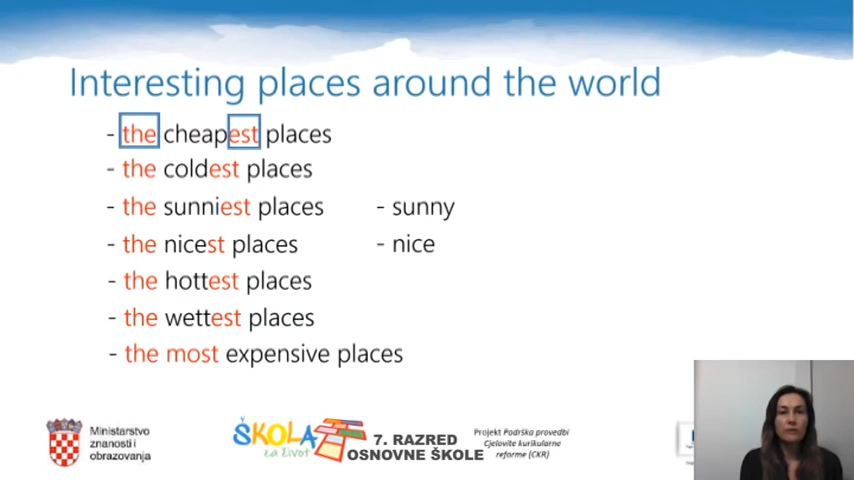 Interesting places around the world
- the cheapest places
- the coldest places
- the sunniest places - sunny
- the nicest places - nice
- the hottest places
- the wettest places
- the most expensive places
Ministarstvo
znanosti i
obrazovanja
ŠKOLA
za život
7. RAZRED
OSNOVNE ŠKOLE
Projekt Podrška provedbi
Cjelovite kurikularne
reforme (CKR)